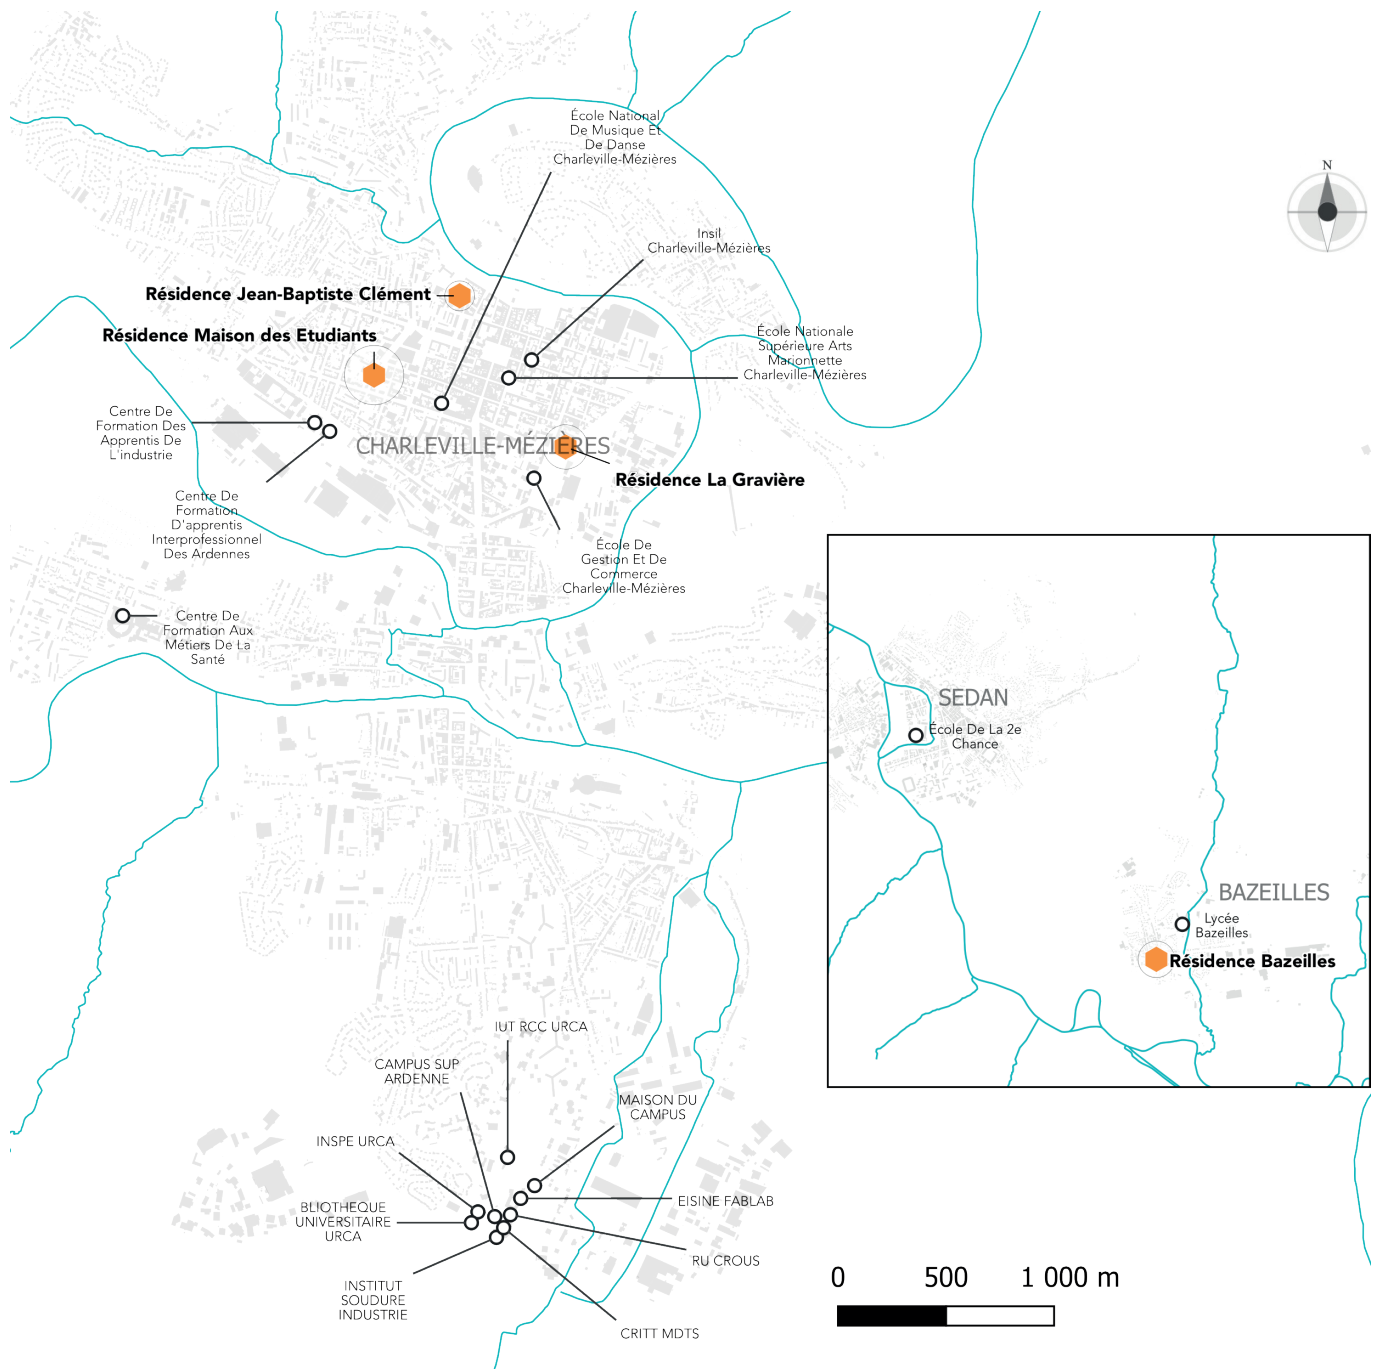 École National
De Musique Et
De Danse
Charleville-Mézières
N
Insil
Charleville-Mézières
Résidence Jean-Baptiste Clément
Résidence Maison des Etudiants
École Nationale
Supérieure Arts
Marionnette
Charleville-Mézières
Centre De
Formation Des
Apprentis De
L'industrie
CHARLEVILLE-MÉZIÈRES
Résidence La Gravière
Centre De
Formation
D'apprentis
Interprofessionnel
Des Ardennes
École De
Gestion Et De
Commerce
Charleville-Mézières
Centre De
Formation Aux
Métiers De La
Santé
SEDAN
École De La 2e
Chance
BAZEILLES
Lycée
Bazeilles
Résidence Bazeilles
IUT RCC URCA
CAMPUS SUP
ARDENNE
MAISON DU
CAMPUS
INSPE URCA
EISINE FABLAB
BLIOTHEQUE
UNIVERSITAIRE
URCA
RU CROUS
INSTITUT
SOUDURE
INDUSTRIE
CRITT MDTS
0 500 1 000 m